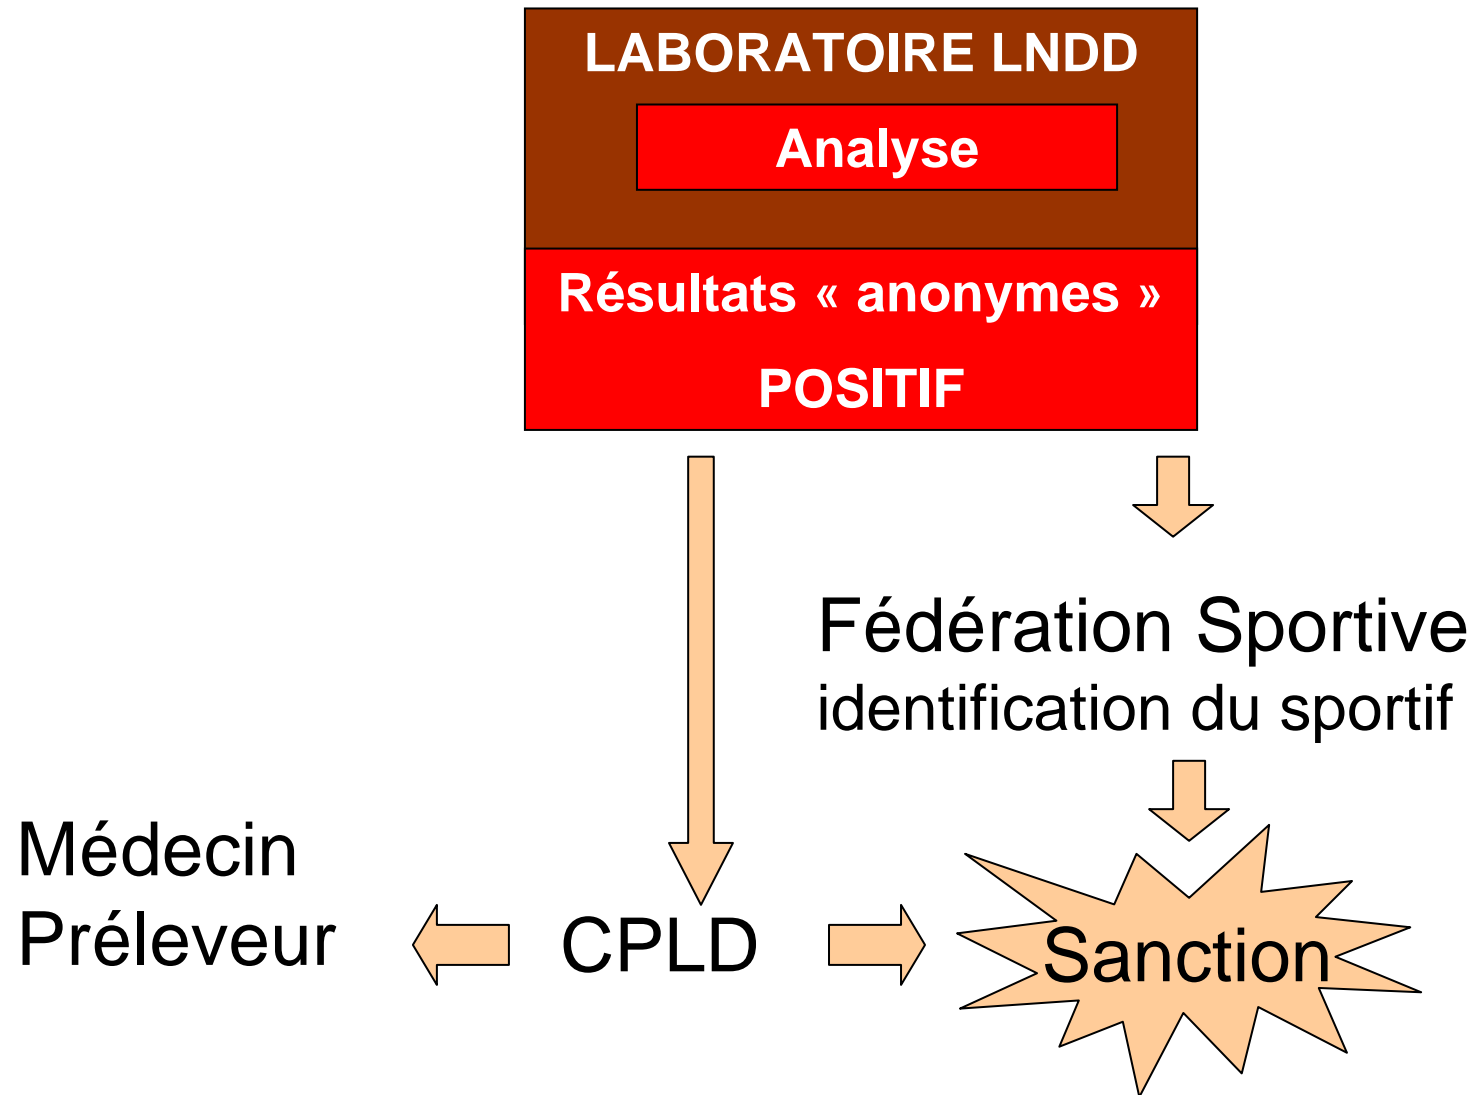 LABORATOIRE LNDD
Analyse
Résultats « anonymes »
POSITIF
Fédération Sportive
identification du sportif
Médecin
Préleveur
CPLD
Sanction